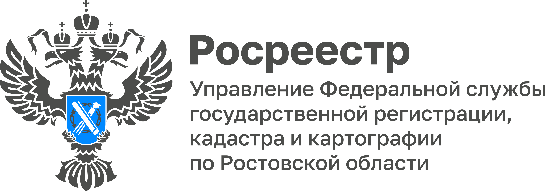 Росреестр
Управление Федеральной службы
государственной регистрации,
кадастра и картографии
по Ростовской области